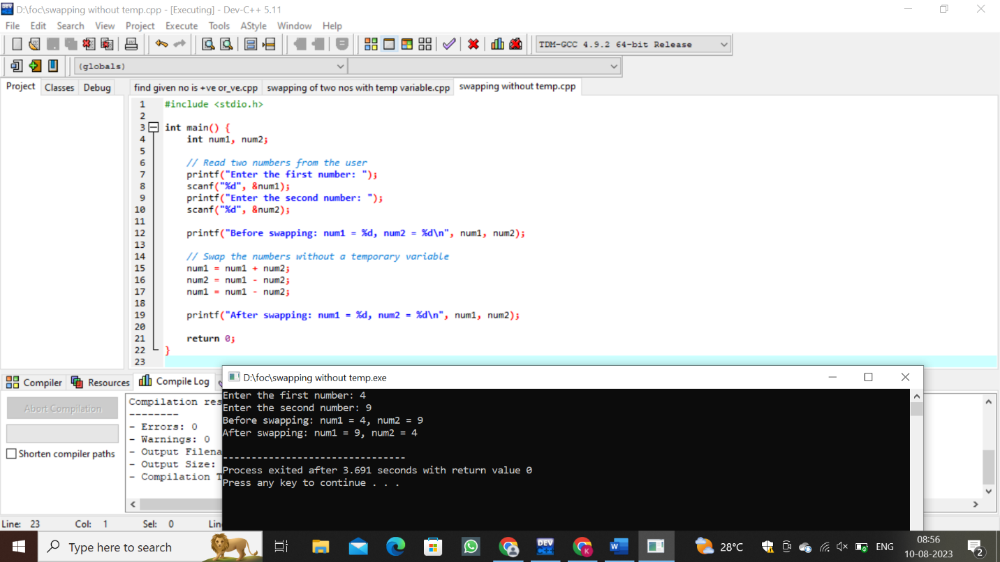 D:\foc\swapping without temp.cpp - [Executing] - Dev-C++ 5.11
File Edit Search View Project Execute Tools AStyle Window Help
TDM-GCC 4.9.2 64-bit Release
(globals)
Project Classes Debug
find given no is +ve or_ve.cpp swapping of two nos with temp variable.cpp swapping without temp.cpp
1 #include <stdio.h>
2
3 int main() {
4 int num1, num2;
5
6 // Read two numbers from the user
7 printf("Enter the first number: ");
8 scanf("%d", &num1);
9 printf("Enter the second number: ");
10 scanf("%d", &num2);
11
12 printf("Before swapping: num1 = %d, num2 = %d\n", num1, num2);
13
14 // Swap the numbers without a temporary variable
15 num1 = num1 + num2;
16 num2 = num1 - num2;
17 num1 = num1 - num2;
18
19 printf("After swapping: num1 = %d, num2 = %d\n", num1, num2);
20
21 return 0;
22 }
23
Compiler Resources Compile Log
Abort Compilation
Shorten compiler paths
Compilation res
--------
- Errors: 0
- Warnings: 0
- Output Filena
- Output Size:
- Compilation T
D:\foc\swapping without temp.exe
Enter the first number: 4
Enter the second number: 9
Before swapping: num1 = 4, num2 = 9
After swapping: num1 = 9, num2 = 4
--------------------------------
Process exited after 3.691 seconds with return value 0
Press any key to continue . . .
Line: 23 Col: 1 Sel: 0 Lin
Type here to search
DEV C++
K
W
28°C
ENG
08:56
10-08-2023
2